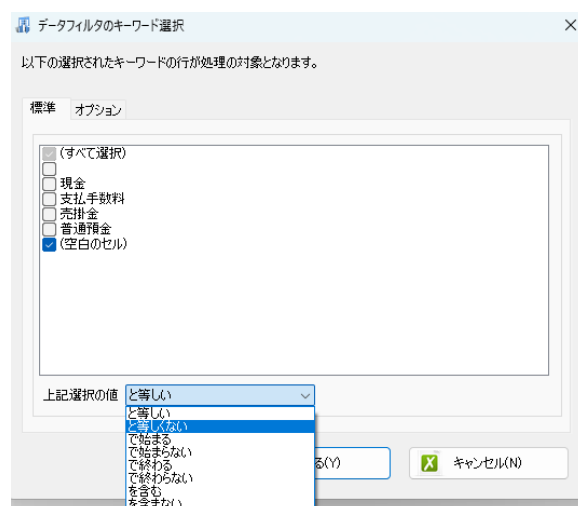 データフィルタのキーワード選択
以下の選択されたキーワードの行が処理の対象となります。
標準 オプション
(すべて選択)
現金
支払手数料
売掛金
普通預金
(空白のセル)
上記選択の値 と等しい
と等しい
と等しくない
で始まる
で始まらない
で終わる
で終わらない
を含む
を含まない
る(Y)
キャンセル(N)